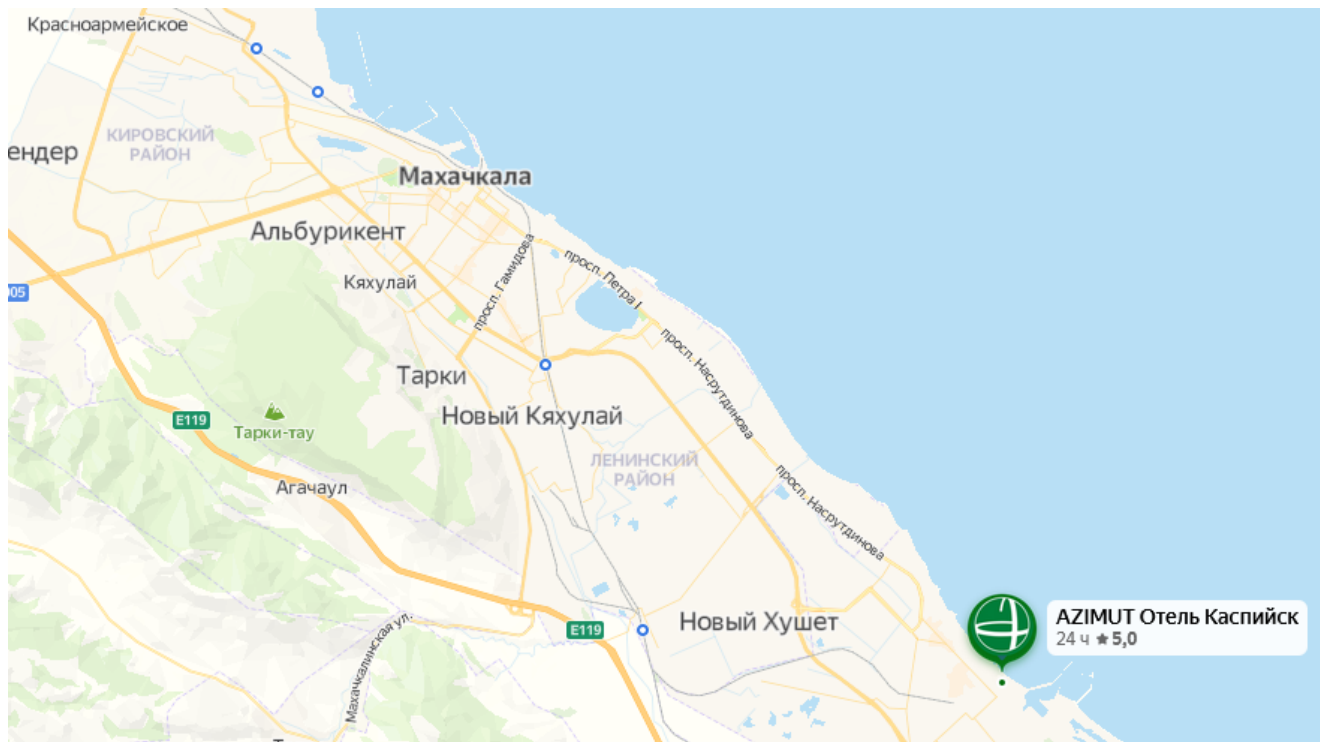 Красноармейское
КИРОВСКИЙ
РАЙОН
ендер
Махачкала
Альбурикент
Кяхулай
просп. Гамидова
просп. Петра I
просп. Насрутдинова
Тарки
E119
Тарки-тау
Новый Кяхулай
ЛЕНИНСКИЙ
РАЙОН
Агачаул
просп. Насрутдинова
Махачкалинская ул.
E119
Новый Хушет
AZIMUT Отель Каспийск
24 ч ★ 5,0